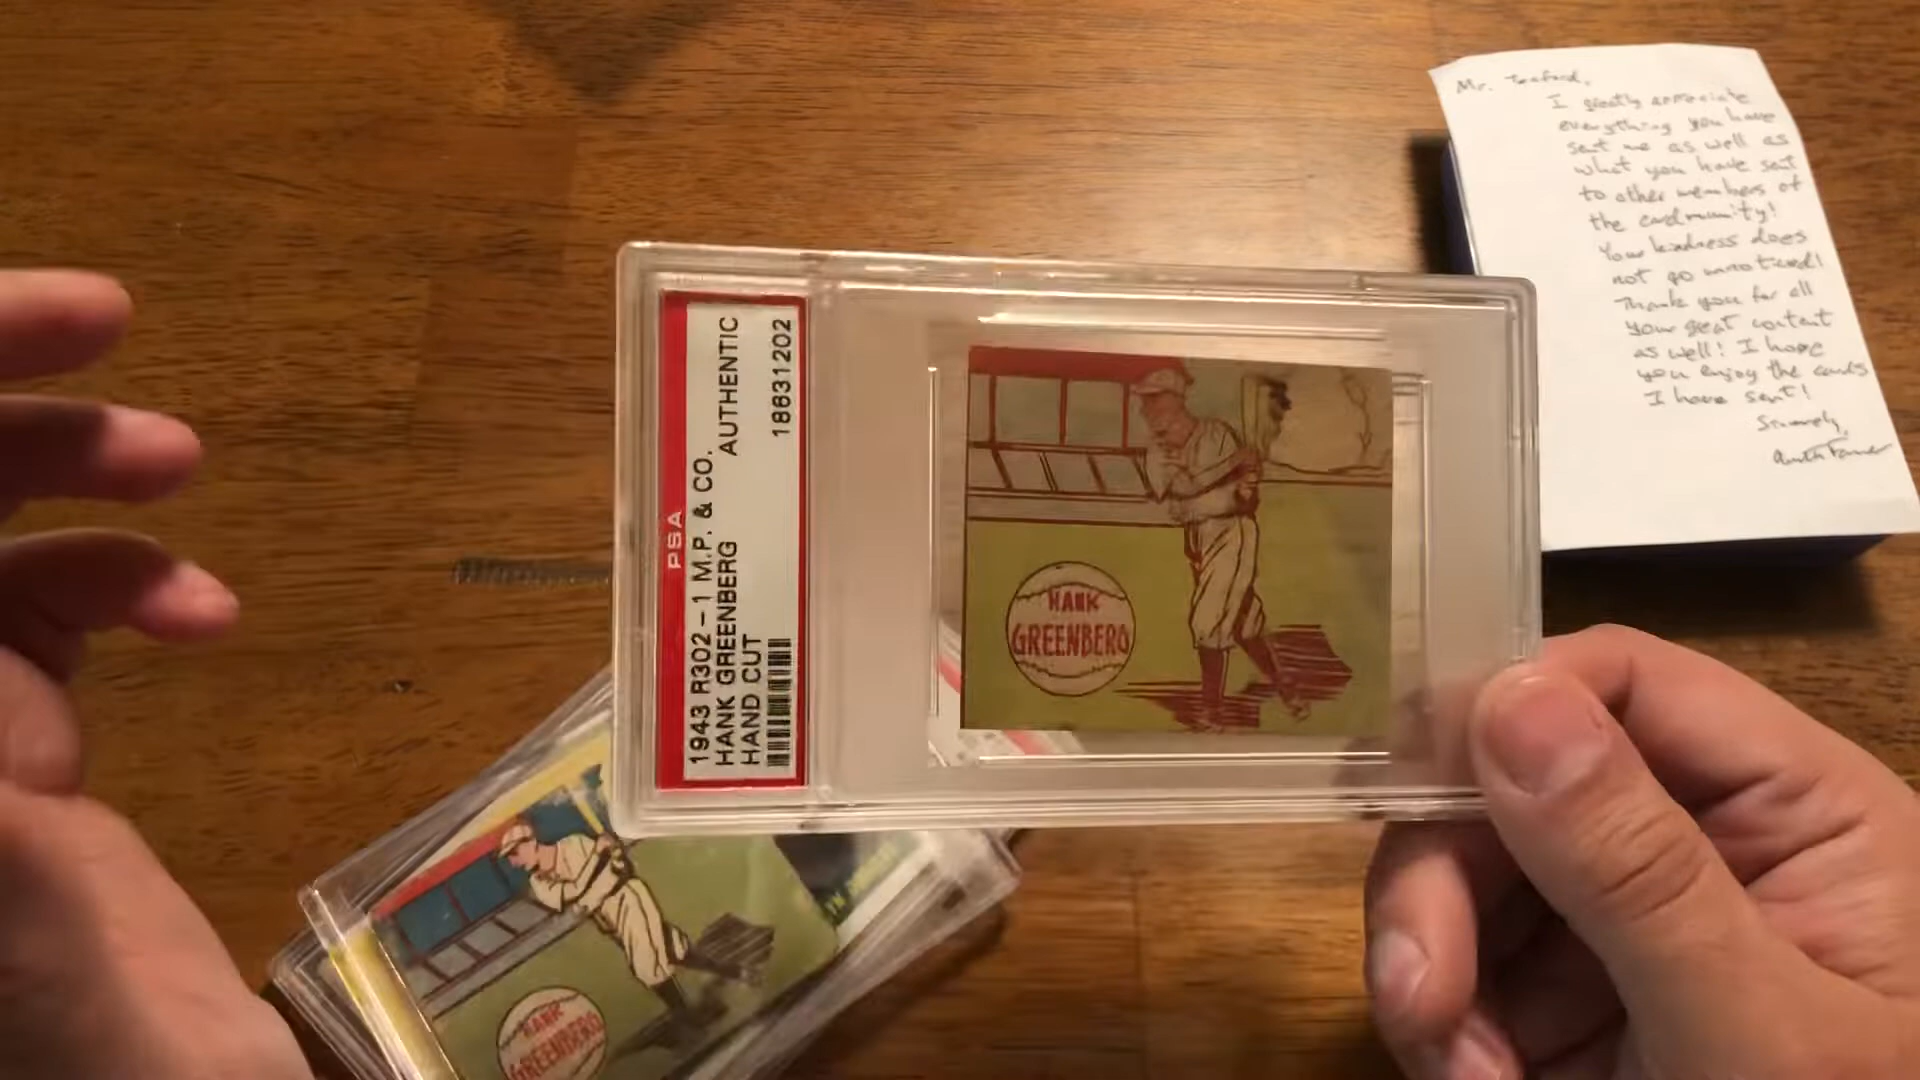 PSA
1943 R302-1 M.P. & CO.
HANK GREENBERG AUTHENTIC
HAND CUT 18631202
HANK
GREENBERG
HANK
GREENBERG
Mr.
I greatly appreciate
everything you have
sent me as well as
what you have sent
to other members of
the cardmunity!
Your kindness does
not go unnoticed!
Thank you for all
your great content
as well! I hope
you enjoy the cards
I have sent!
Sincerely,